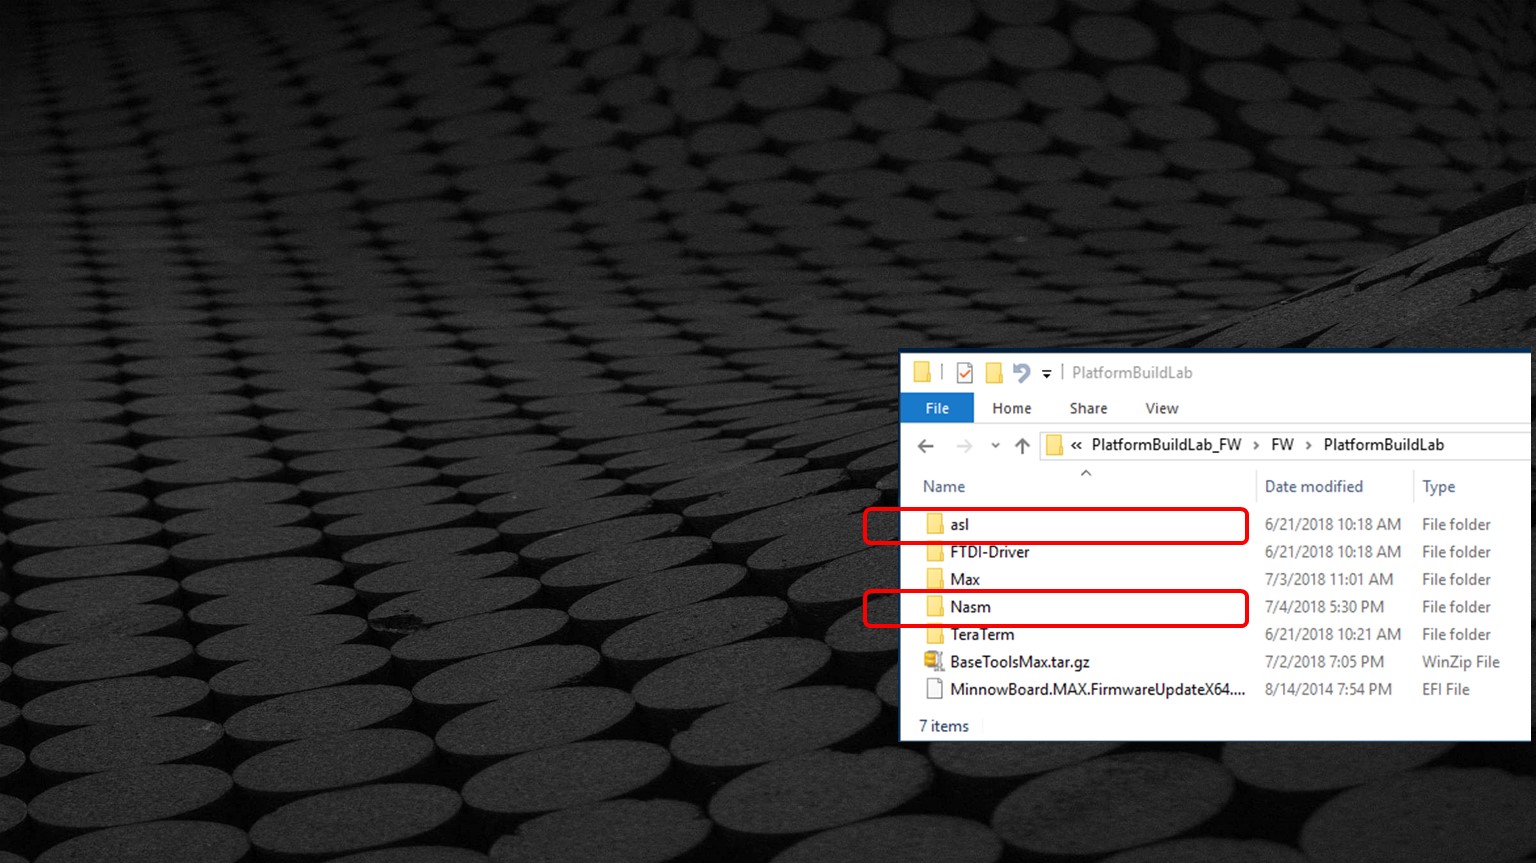 PlatformBuildLab
File Home Share View
« PlatformBuildLab_FW > FW > PlatformBuildLab
Name Date modified Type
asl 6/21/2018 10:18 AM File folder
FTDI-Driver 6/21/2018 10:18 AM File folder
Max 7/3/2018 11:01 AM File folder
Nasm 7/4/2018 5:30 PM File folder
TeraTerm 6/21/2018 10:21 AM File folder
BaseToolsMax.tar.gz 7/2/2018 7:05 PM WinZip File
MinnowBoard.MAX.FirmwareUpdateX64.... 8/14/2014 7:54 PM EFI File
7 items